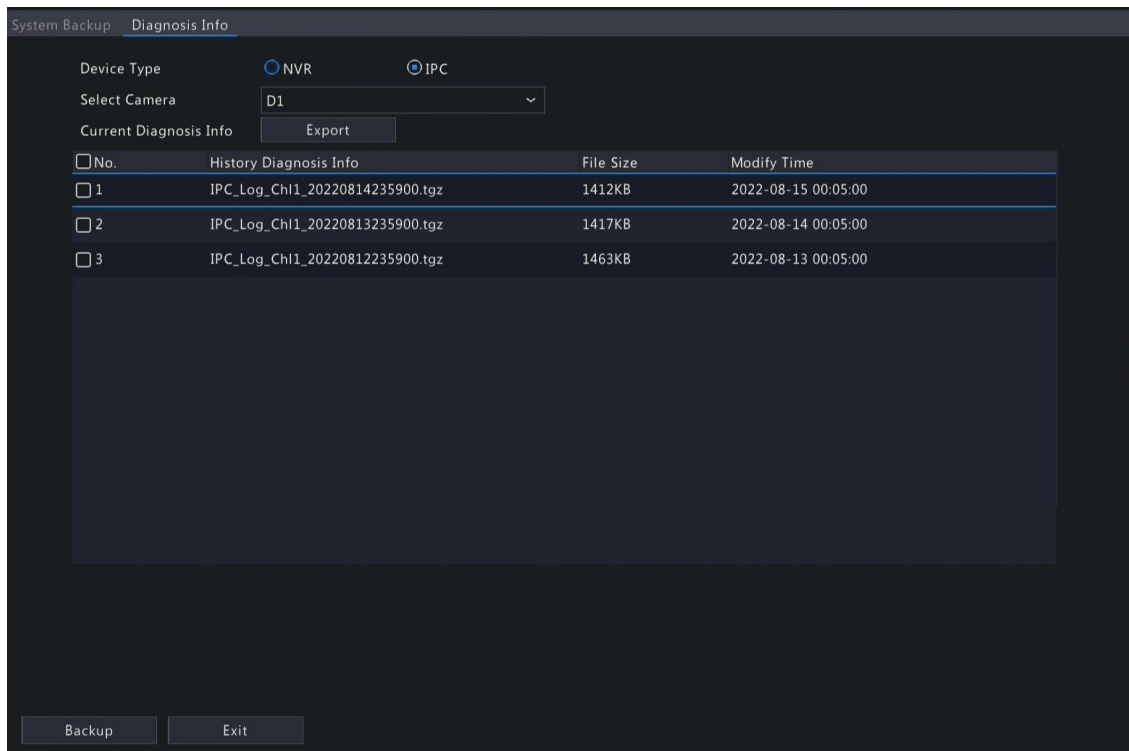 System Backup Diagnosis Info
Device Type NVR IPC
Select Camera D1
Current Diagnosis Info Export
No. History Diagnosis Info File Size Modify Time
1 IPC_Log_Chl1_20220814235900.tgz 1412KB 2022-08-15 00:05:00
2 IPC_Log_Chl1_20220813235900.tgz 1417KB 2022-08-14 00:05:00
3 IPC_Log_Chl1_20220812235900.tgz 1463KB 2022-08-13 00:05:00
Backup Exit